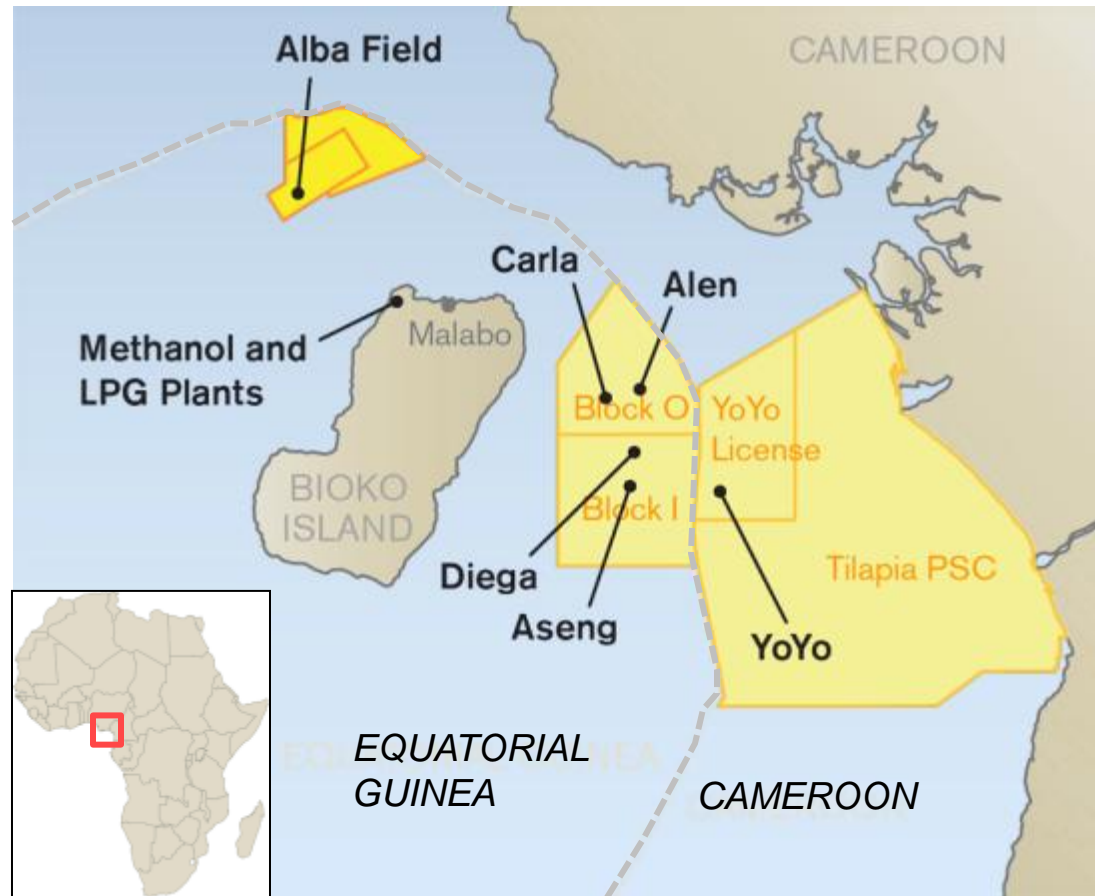 Alba Field
CAMEROON
Carla
Alen
Malabo
Methanol and
LPG Plants
Block O
YoYo
License
BIOKO
ISLAND
Block I
Diega
Tilapia PSC
Aseng
YoYo
EQUATORIAL
GUINEA
CAMEROON